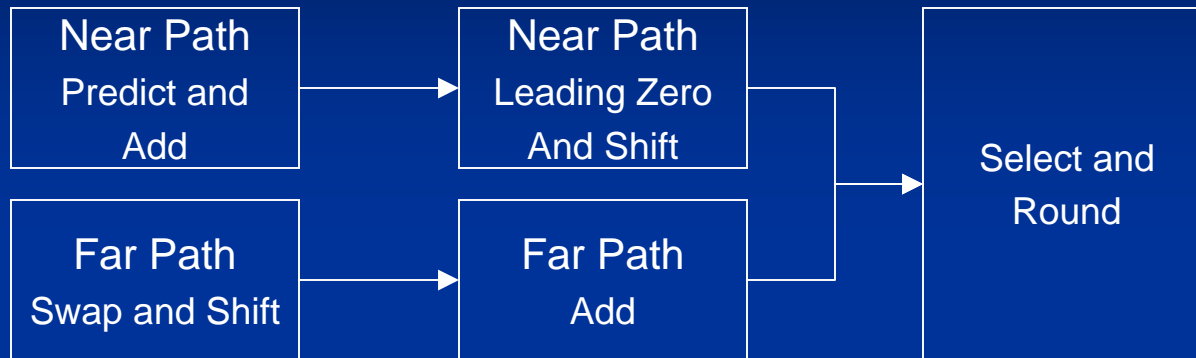 Near Path
Predict and
Add
Near Path
Leading Zero
And Shift
Select and
Round
Far Path
Swap and Shift
Far Path
Add